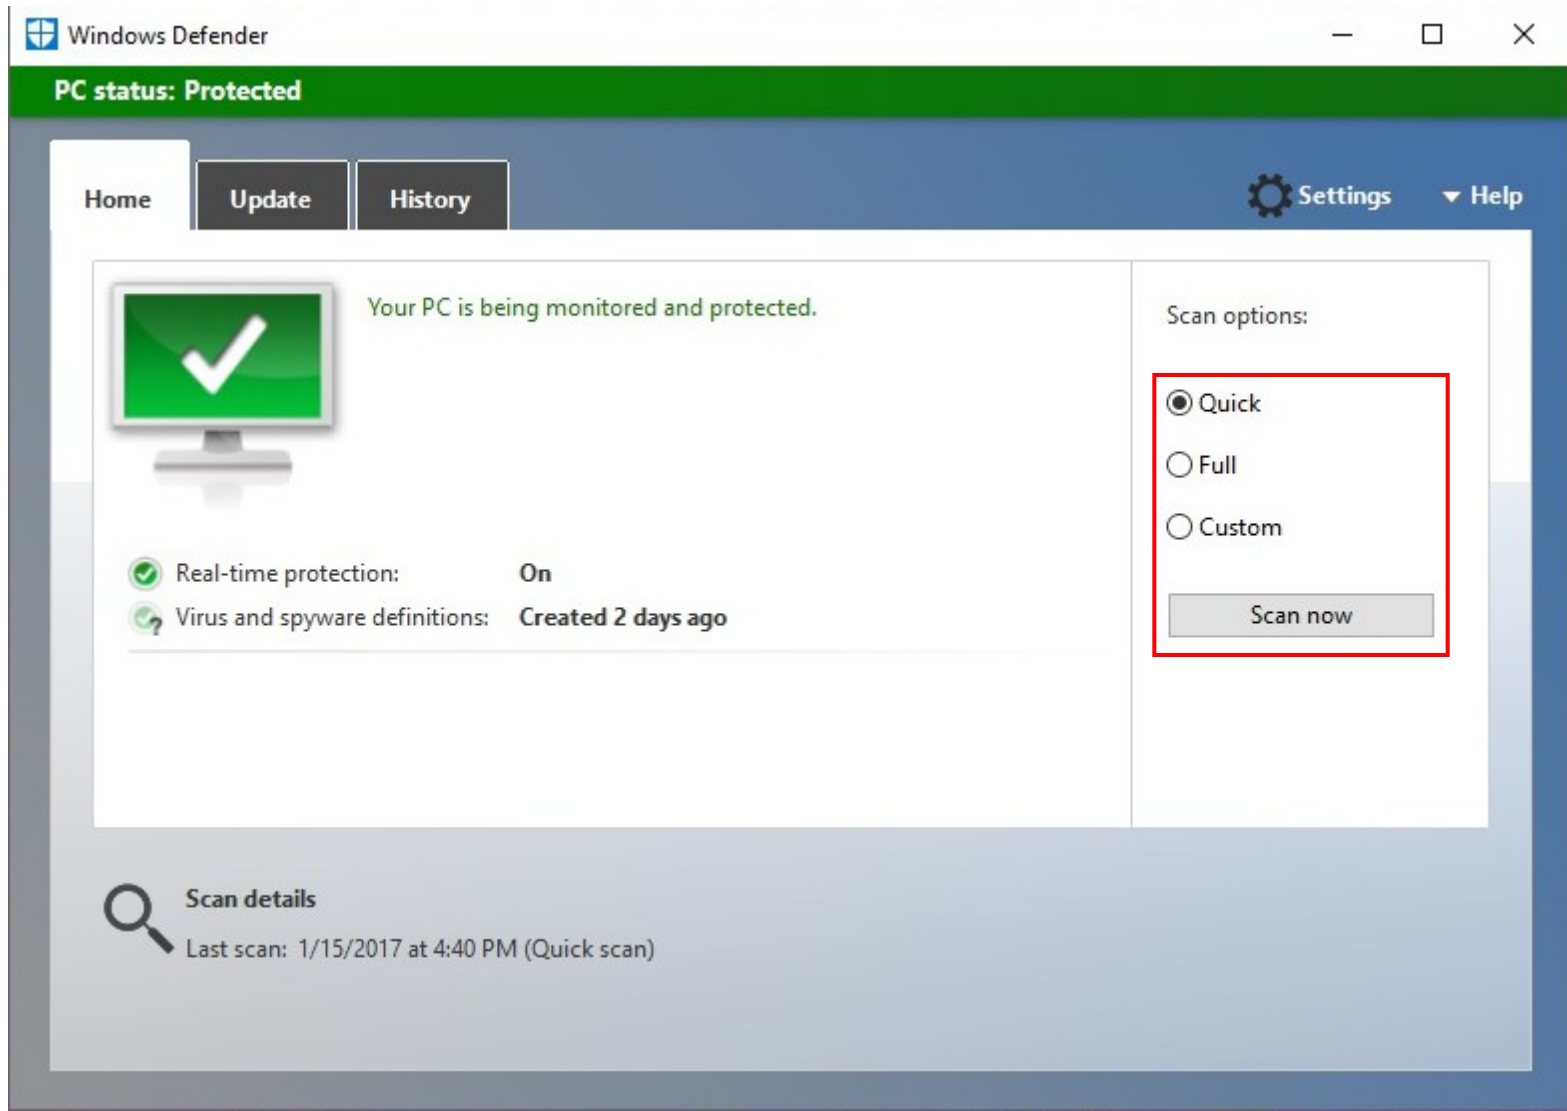 Windows Defender
PC status: Protected
Home
Update
History
Settings
Help
Your PC is being monitored and protected.
Real-time protection: On
Virus and spyware definitions: Created 2 days ago
Scan options:
Quick
Full
Custom
Scan now
Scan details
Last scan: 1/15/2017 at 4:40 PM (Quick scan)